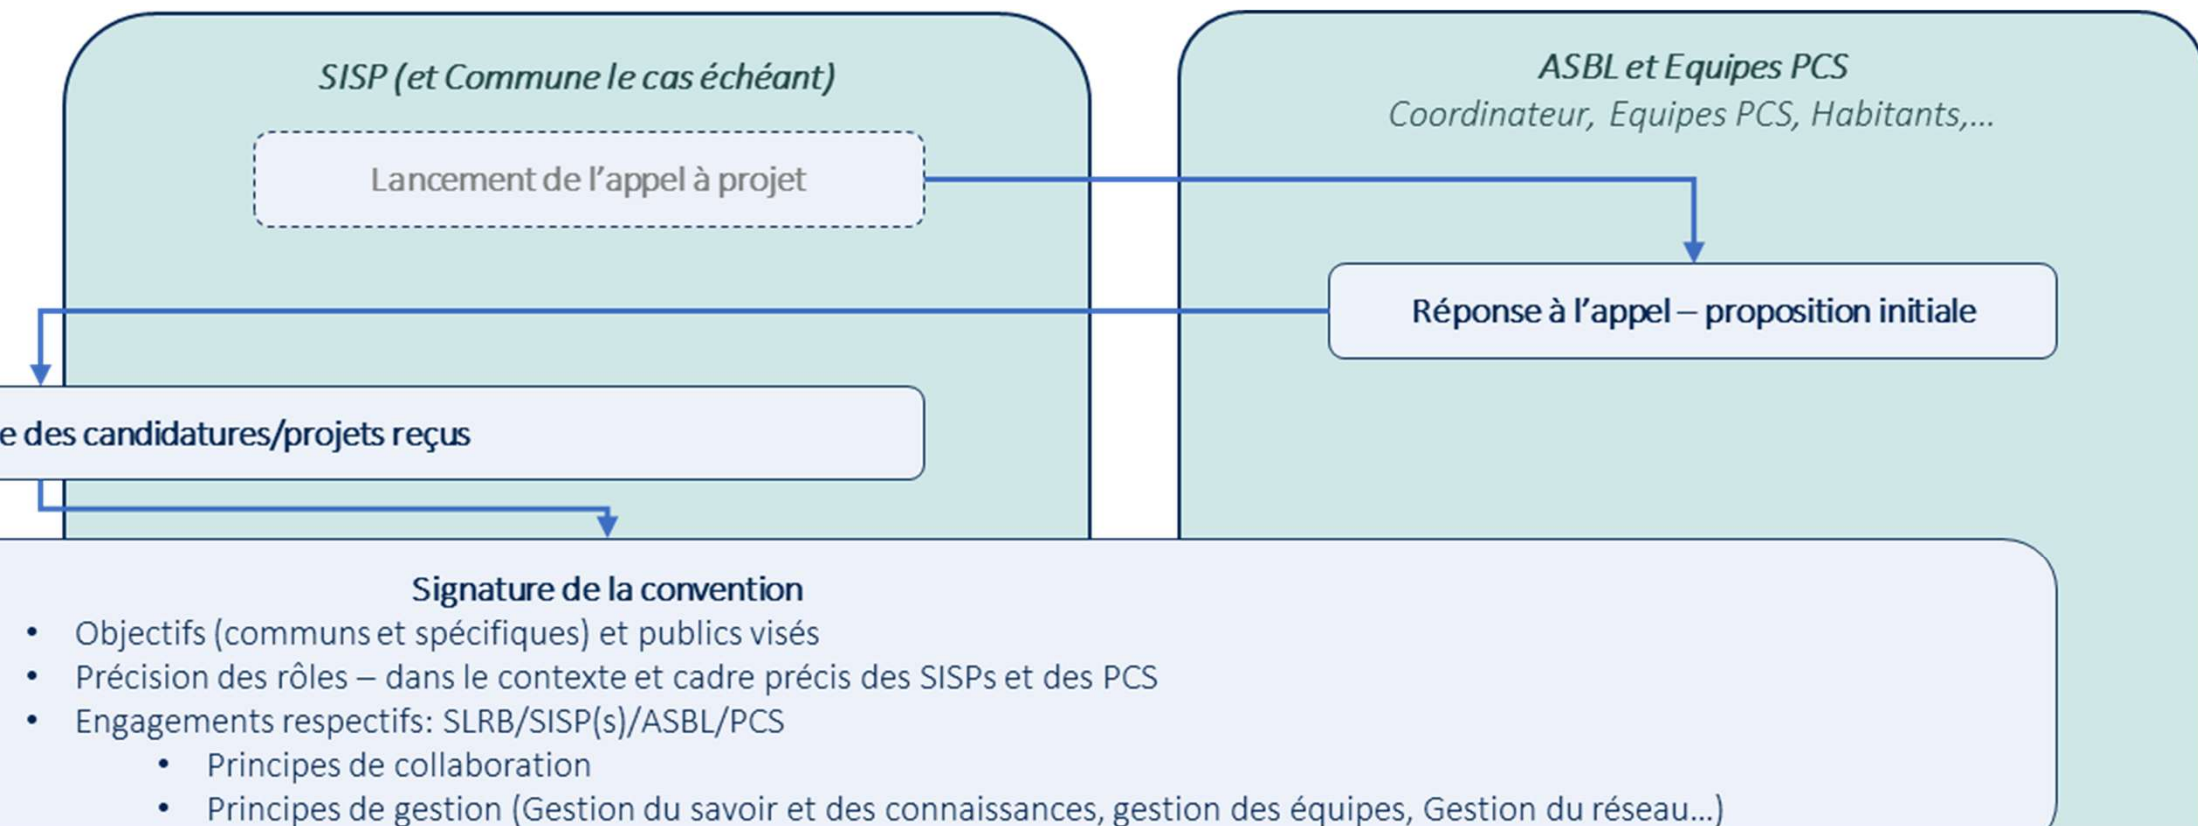 SISP (et Commune le cas échéant)
ASBL et Equipes PCS
Coordinateur, Equipes PCS, Habitants,...
Lancement de l'appel à projet
Réponse à l'appel – proposition initiale
e des candidatures/projets reçus
Signature de la convention
• Objectifs (communs et spécifiques) et publics visés
• Précision des rôles – dans le contexte et cadre précis des SISPs et des PCS
• Engagements respectifs: SLRB/SISP(s)/ASBL/PCS
• Principes de collaboration
• Principes de gestion (Gestion du savoir et des connaissances, gestion des équipes, Gestion du réseau...)